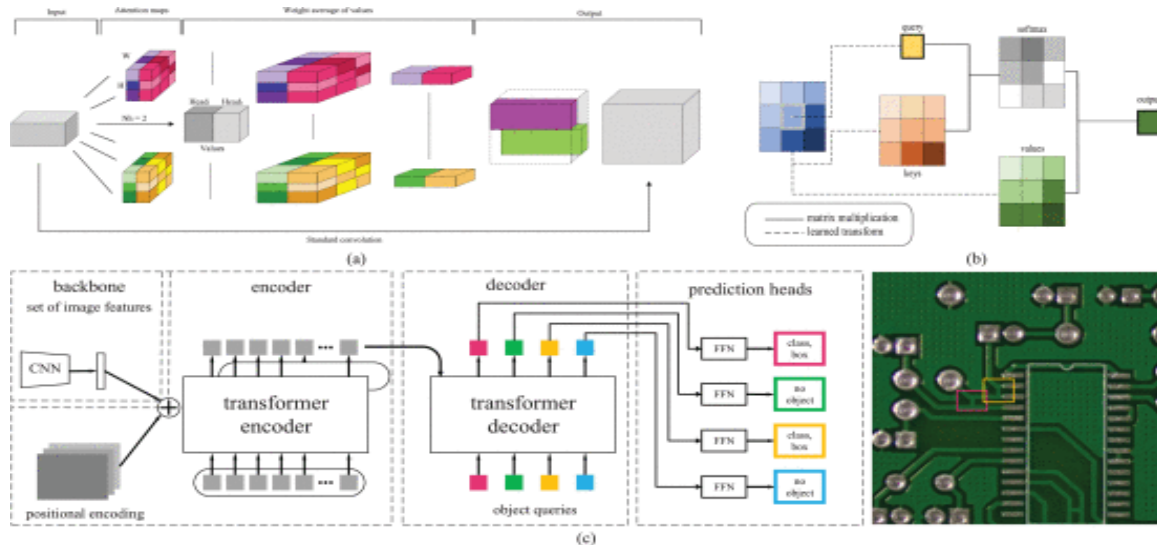 Input
Attention maps
Weight average of values
Output
W
H
Nh = 2
Head₁ Head₂
Values
Standard convolution
(a)
query
softmax
output
keys
values
matrix multiplication
learned transform
(b)
backbone
set of image features
CNN
positional encoding
encoder
transformer
encoder
decoder
transformer
decoder
object queries
prediction heads
FFN
class,
box
FFN
no
object
FFN
class,
box
FFN
no
object
(c)